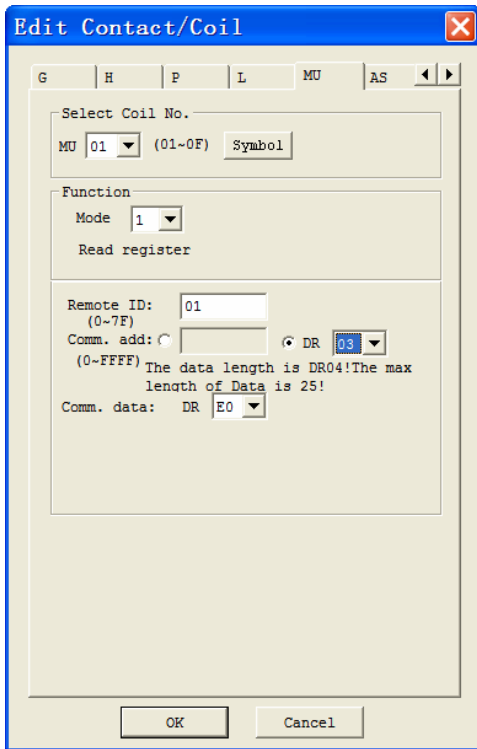 Edit Contact/Coil
G H P L MU AS
Select Coil No.
MU 01 (01~0F) Symbol
Function
Mode 1
Read register
Remote ID: 01
(0~7F)
Comm. add: DR 03
(0~FFFF) The data length is DR04!The max
length of Data is 25!
Comm. data: DR E0
OK Cancel